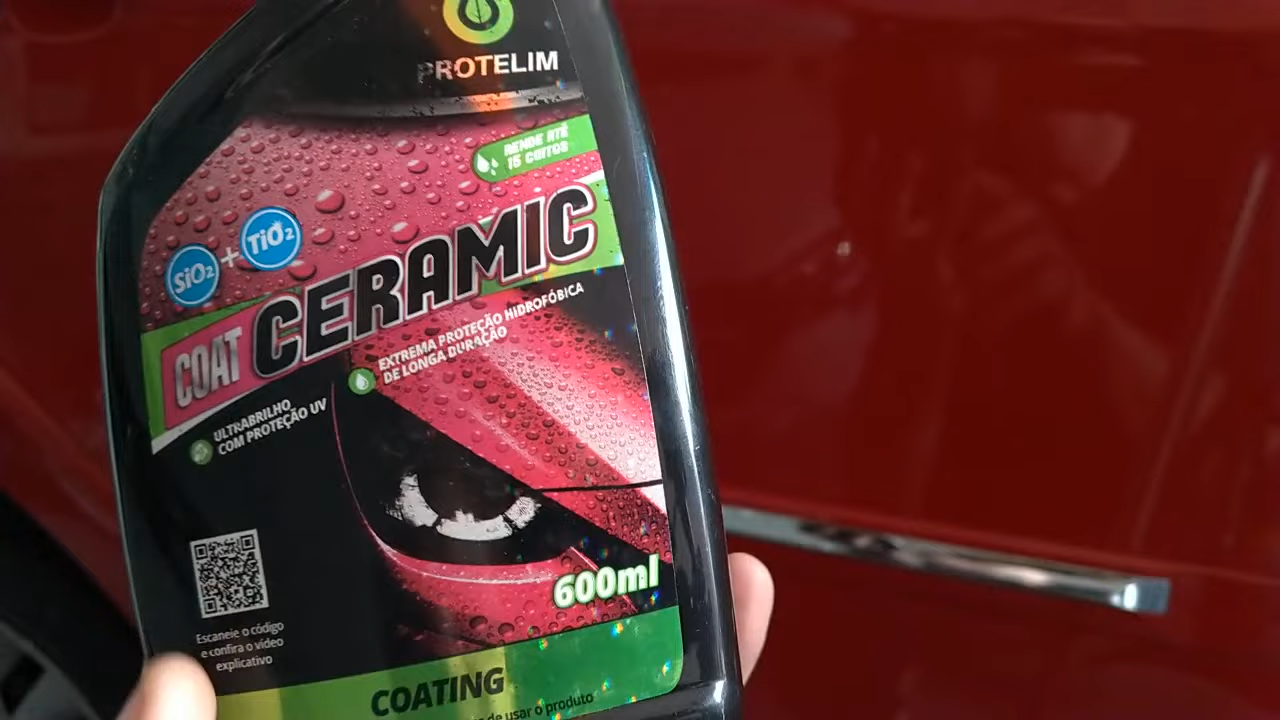 PROTELIM
RENDE ATÉ
15 carros
SiO₂ + TiO₂
COAT CERAMIC
EXTREMA PROTEÇÃO HIDROFÓBICA
DE LONGA DURAÇÃO
ULTRABRILHO
COM PROTEÇÃO UV
600ml
Escaneie o código
e confira o vídeo
explicativo
COATING
de usar o produto